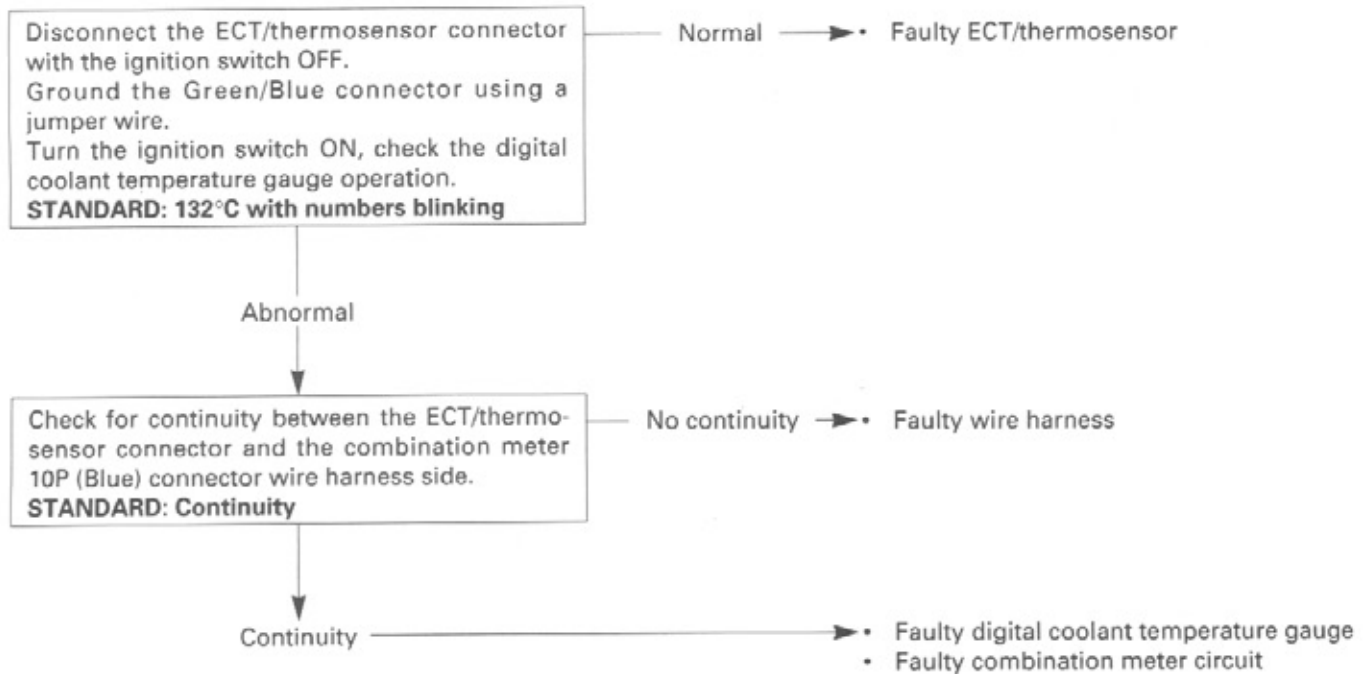 Disconnect the ECT/thermosensor connector
with the ignition switch OFF.
Ground the Green/Blue connector using a
jumper wire.
Turn the ignition switch ON, check the digital
coolant temperature gauge operation.
STANDARD: 132°C with numbers blinking
Normal
• Faulty ECT/thermosensor
Abnormal
Check for continuity between the ECT/thermo-
sensor connector and the combination meter
10P (Blue) connector wire harness side.
STANDARD: Continuity
No continuity
• Faulty wire harness
Continuity
• Faulty digital coolant temperature gauge
• Faulty combination meter circuit